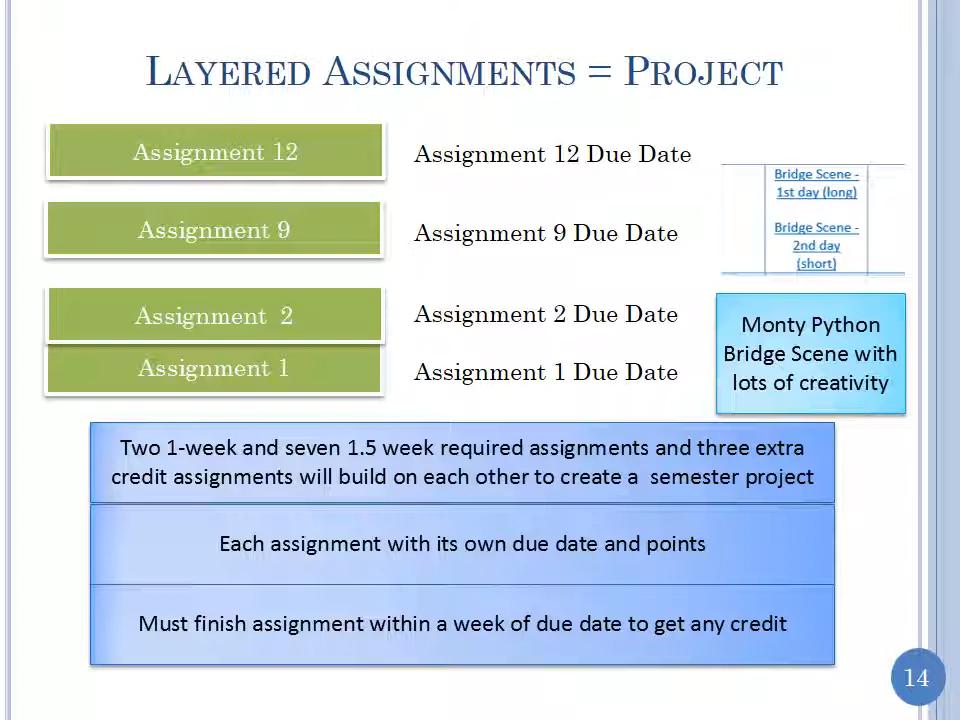 LAYERED ASSIGNMENTS = PROJECT
Assignment 12
Assignment 12 Due Date
Assignment 9
Assignment 9 Due Date
Assignment  2
Assignment 2 Due Date
Assignment 1
Assignment 1 Due Date
Bridge Scene -
1st day (long)
Bridge Scene -
2nd day
(short)
Monty Python
Bridge Scene with
lots of creativity
Two 1-week and seven 1.5 week required assignments and three extra
credit assignments will build on each other to create a  semester project
Each assignment with its own due date and points
Must finish assignment within a week of due date to get any credit
14